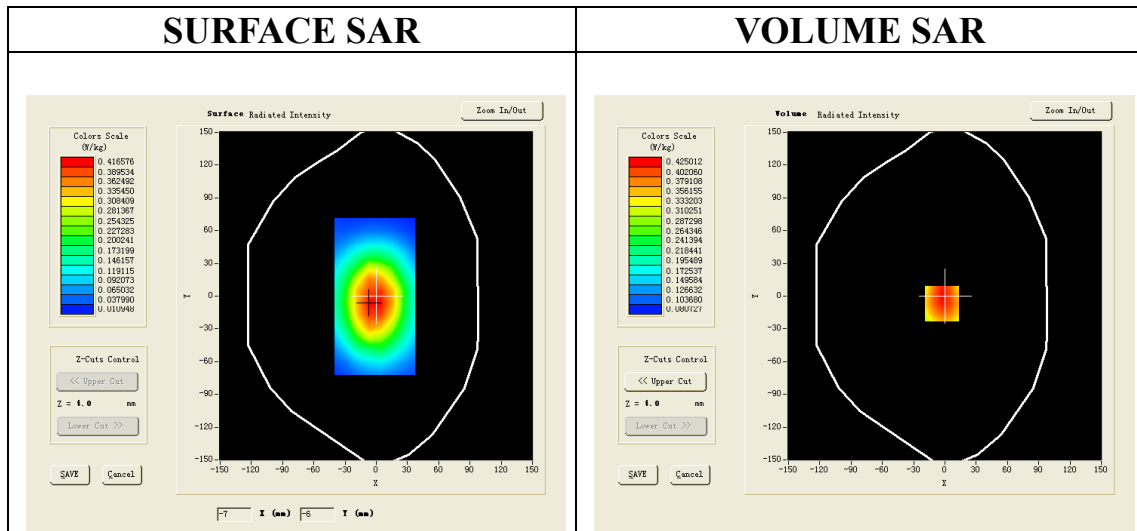 SURFACE SAR
VOLUME SAR
Surface Radiated Intensity
Zoom In/Out
Colors Scale
(W/kg)
0.416576
0.389534
0.362492
0.335450
0.308409
0.281367
0.254325
0.227283
0.200241
0.173199
0.146157
0.119115
0.092073
0.065032
0.037990
0.010948
150
120
90
60
30
0
-30
-60
-90
-120
-150
Y
-150 -120 -90 -60 -30 0 30 60 90 120 150
X
Z-Cuts Control
<< Upper Cut
Z = 4.0 mm
Lower Cut >>
SAVE Cancel
-7 X (mm) -6 Y (mm)
Volume Radiated Intensity
Zoom In/Out
Colors Scale
(W/kg)
0.425012
0.402060
0.379108
0.356155
0.333203
0.310251
0.287298
0.264346
0.241394
0.218441
0.195489
0.172537
0.149584
0.126632
0.103680
0.080727
150
120
90
60
30
0
-30
-60
-90
-120
-150
Y
-150 -120 -90 -60 -30 0 30 60 90 120 150
X
Z-Cuts Control
<< Upper Cut
Z = 4.0 mm
Lower Cut >>
SAVE Cancel